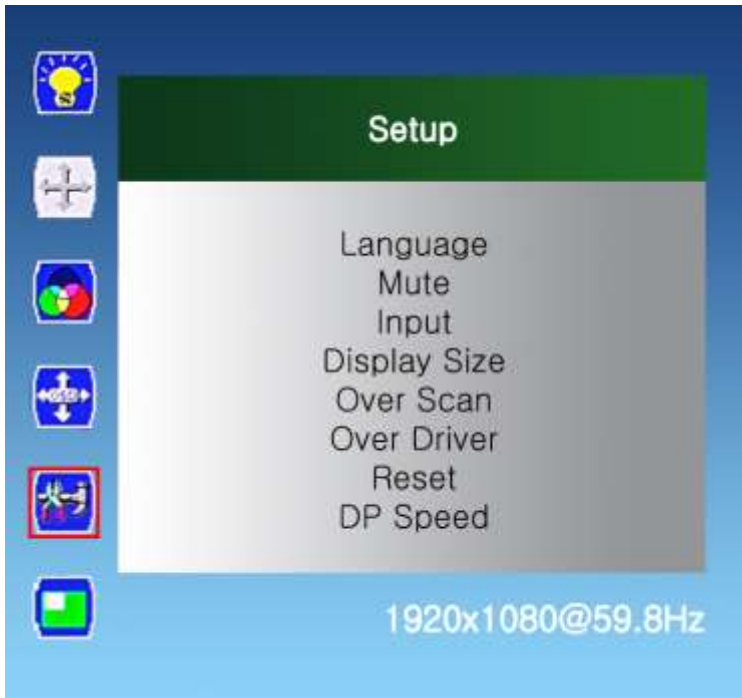 Setup
Language
Mute
Input
Display Size
Over Scan
Over Driver
Reset
DP Speed
1920x1080@59.8Hz